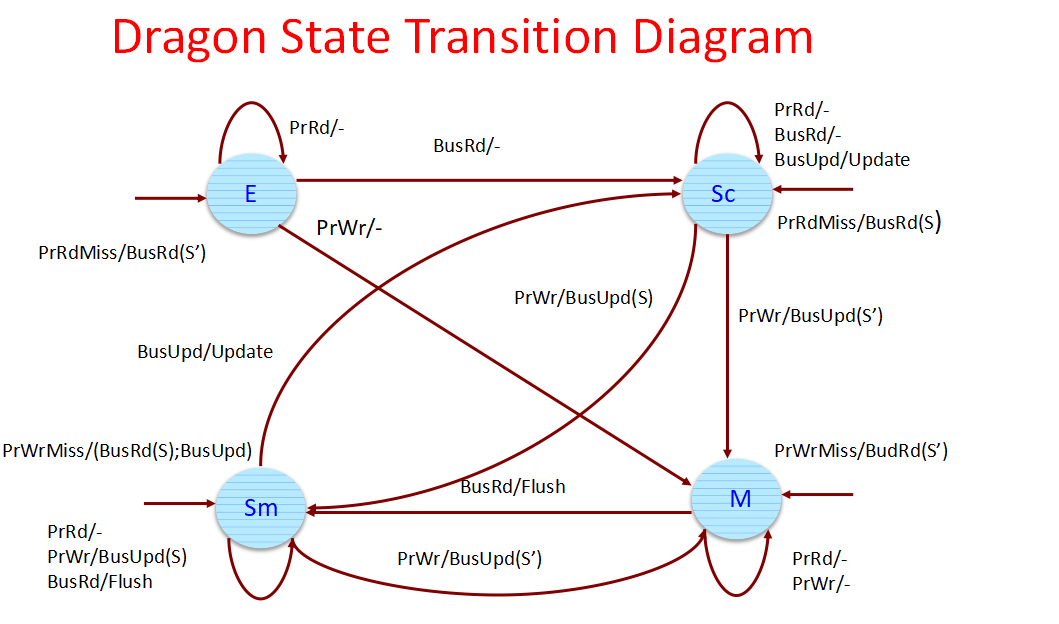 Dragon State Transition Diagram
PrRd/-
BusRd/-
PrRd/-
BusRd/-
BusUpd/Update
E
Sc
PrRdMiss/BusRd(S’)
PrWr/-
PrRdMiss/BusRd(S)
PrWr/BusUpd(S)
PrWr/BusUpd(S’)
BusUpd/Update
PrWrMiss/(BusRd(S);BusUpd)
PrWrMiss/BudRd(S’)
BusRd/Flush
Sm
M
PrRd/-
PrWr/BusUpd(S)
BusRd/Flush
PrWr/BusUpd(S’)
PrRd/-
PrWr/-